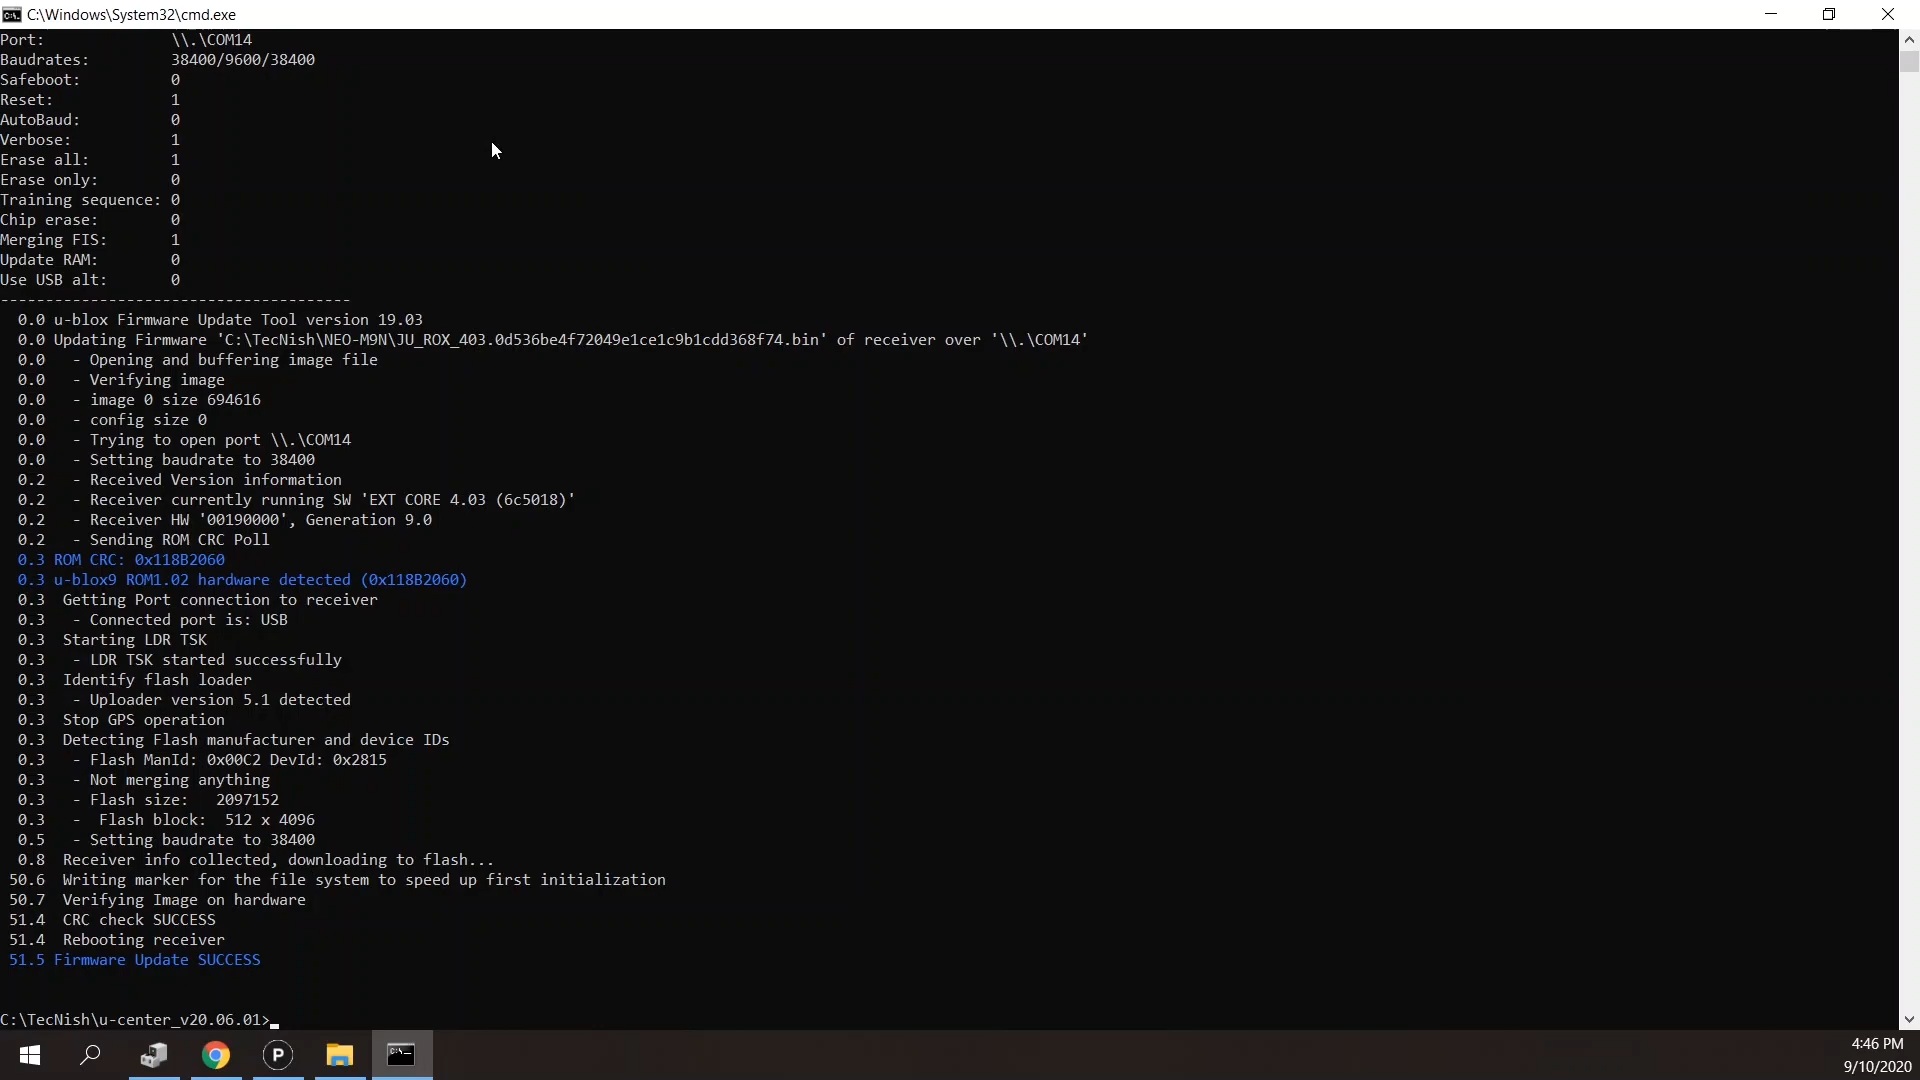 C:\Windows\System32\cmd.exe
Port: \\.\COM14
Baudrates: 38400/9600/38400
Safeboot: 0
Reset: 1
AutoBaud: 0
Verbose: 1
Erase all: 1
Erase only: 0
Training sequence: 0
Chip erase: 0
Merging FIS: 1
Update RAM: 0
Use USB alt: 0
---------------------------------------
0.0 u-blox Firmware Update Tool version 19.03
0.0 Updating Firmware 'C:\TecNish\NEO-M9N\JU_ROX_403.0d536be4f72049e1ce1c9b1cdd368f74.bin' of receiver over '\\.\COM14'
0.0 - Opening and buffering image file
0.0 - Verifying image
0.0 - image 0 size 694616
0.0 - config size 0
0.0 - Trying to open port \\.\COM14
0.0 - Setting baudrate to 38400
0.2 - Received Version information
0.2 - Receiver currently running SW 'EXT CORE 4.03 (6c5018)'
0.2 - Receiver HW '00190000', Generation 9.0
0.2 - Sending ROM CRC Poll
0.3 ROM CRC: 0x118B2060
0.3 u-blox9 ROM1.02 hardware detected (0x118B2060)
0.3 Getting Port connection to receiver
0.3 - Connected port is: USB
0.3 Starting LDR TSK
0.3 - LDR TSK started successfully
0.3 Identify flash loader
0.3 - Uploader version 5.1 detected
0.3 Stop GPS operation
0.3 Detecting Flash manufacturer and device IDs
0.3 - Flash ManId: 0x00C2 DevId: 0x2815
0.3 - Not merging anything
0.3 - Flash size: 2097152
0.3 - Flash block: 512 x 4096
0.5 - Setting baudrate to 38400
0.8 Receiver info collected, downloading to flash...
50.6 Writing marker for the file system to speed up first initialization
50.7 Verifying Image on hardware
51.4 CRC check SUCCESS
51.4 Rebooting receiver
51.5 Firmware Update SUCCESS
C:\TecNish\u-center_v20.06.01>
P
C:\_
4:46 PM
9/10/2020